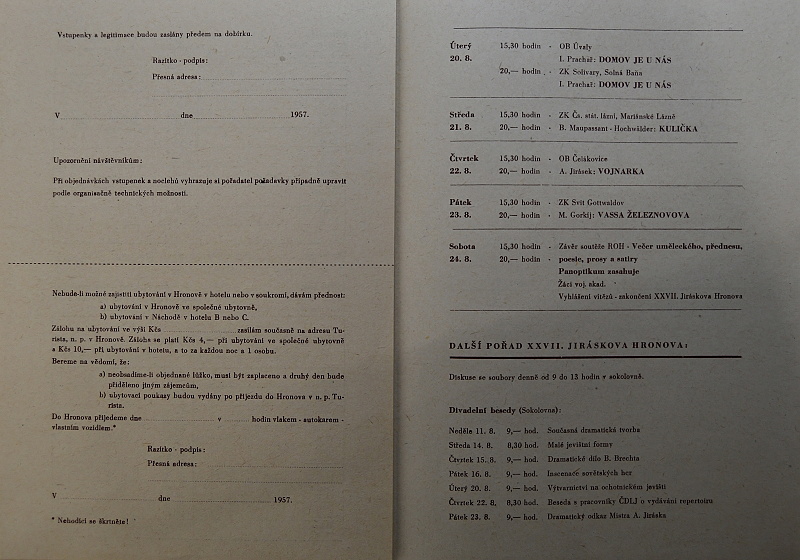 Vstupenky a legitimace budou zaslány předem na dobírku.
Razítko - podpis:
Přesná adresa:
V dne 1957.
Upozornění návštěvníkům:
Při objednávkách vstupenek a noclehů vyhrazuje si pořadatel požadavky případně upravit
podle organisačně technických možností.
Nebude-li možné zajistiti ubytování v Hronově v hotelu nebo v soukromí, dávám přednost:
a) ubytování v Hronově ve společné ubytovně,
b) ubytování v Náchodě v hotelu B nebo C.
Zálohu na ubytování ve výši Kčs zasílám současně na adresu Tu-
rista, n. p. v Hronově. Záloha se platí Kčs 4,— při ubytování ve společné ubytovně
a Kčs 10,— při ubytování v hotelu, a to za každou noc a 1 osobu.
Bereme na vědomí, že:
a) neobsadíme-li objednané lůžko, musí být zaplaceno a druhý den bude
přiděleno jiným zájemcům,
b) ubytovací poukazy budou vydány po příjezdu do Hronova v n. p. Tu-
rista.
Do Hronova přijedeme dne v hodin vlakem - autokarem -
vlastním vozidlem.*
Razítko - podpis:
Přesná adresa:
V dne 1957.
* Nehodící se škrtněte!
Úterý 15,30 hodin - OB Úvaly
20. 8. I. Prachař: DOMOV JE U NÁS
20,— hodin - ZK Solivary, Solná Baňa
I. Prachař: DOMOV JE U NÁS
Středa 15,30 hodin - ZK Čs. stát. lázní, Mariánské Lázně
21. 8. 20,— hodin - B. Maupassant - Hochwälder: KULIČKA
Čtvrtek 15,30 hodin - OB Čelákovice
22. 8. 20,— hodin - A. Jirásek: VOJNARKA
Pátek 15,30 hodin - ZK Svit Gottwaldov
23. 8. 20,— hodin - M. Gorkij: VASSA ŽELEZNOVOVA
Sobota 15,30 hodin - Závěr soutěže ROH - Večer uměleckého, přednesu,
24. 8. 20,— hodin - poesie, prosy a satiry
Panoptikum zasahuje
Žáci voj. akad.
Vyhlášení vítězů - zakončení XXVII. Jiráskova Hronova
DALŠÍ POŘAD XXVII. JIRÁSKOVA HRONOVA:
Diskuse se soubory denně od 9 do 13 hodin v sokolovně.
Divadelní besedy (Sokolovna):
Neděle 11. 8. 9,— hod. Současná dramatická tvorba
Středa 14. 8. 8,30 hod. Malé jevištní formy
Čtvrtek 15. 8. 9,— hod. Dramatické dílo B. Brechta
Pátek 16. 8. 9,— hod. Inscenace sovětských her
Úterý 20. 8. 9,— hod. Výtvarnictví na ochotnickém jevišti
Čtvrtek 22. 8. 8,30 hod. Beseda s pracovníky ČDLJ o vydávání repertoiru
Pátek 23. 8. 9,— hod. Dramatický odkaz Mistra A. Jiráska